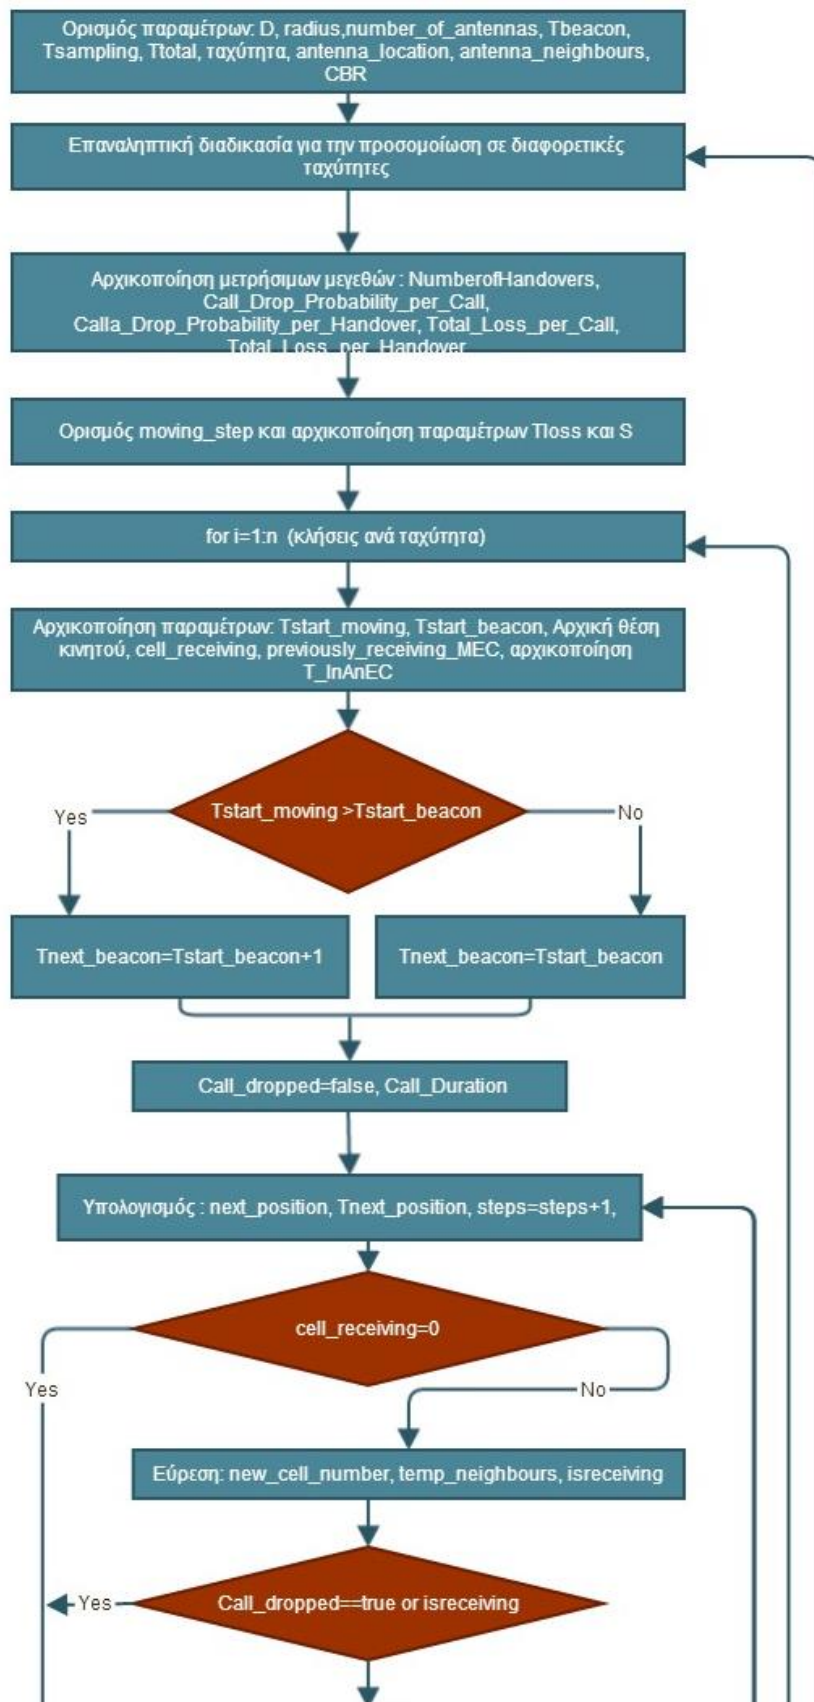 Ορισμός παραμέτρων: D, radius,number_of_antennas, Tbeacon,
Tsampling, Ttotal, ταχύτητα, antenna_location, antenna_neighbours,
CBR
Επαναληπτική διαδικασία για την προσομοίωση σε διαφορετικές
ταχύτητες
Αρχικοποίηση μετρήσιμων μεγεθών : NumberofHandovers,
Call_Drop_Probability_per_Call,
Calla_Drop_Probability_per_Handover, Total_Loss_per_Call,
Total_Loss_per_Handover
Ορισμός moving_step και αρχικοποίηση παραμέτρων Tloss και S
for i=1:n (κλήσεις ανά ταχύτητα)
Αρχικοποίηση παραμέτρων: Tstart_moving, Tstart_beacon, Αρχική θέση
κινητού, cell_receiving, previously_receiving_MEC, αρχικοποίηση
T_InAnEC
Tstart_moving >Tstart_beacon
Yes
No
Tnext_beacon=Tstart_beacon+1
Tnext_beacon=Tstart_beacon
Call_dropped=false, Call_Duration
Υπολογισμός : next_position, Tnext_position, steps=steps+1,
cell_receiving=0
Yes
No
Εύρεση: new_cell_number, temp_neighbours, isreceiving
Call_dropped==true or isreceiving
Yes